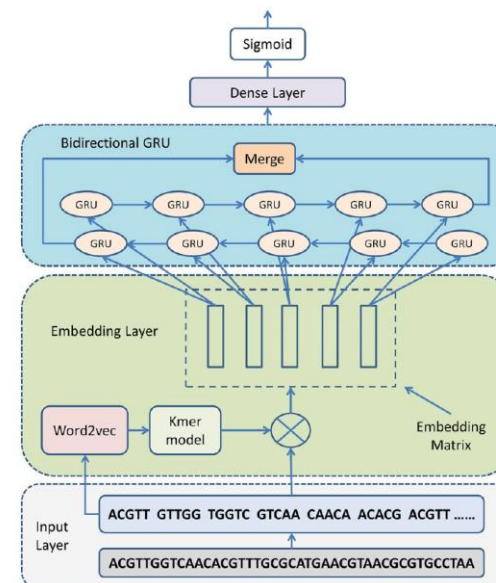 Sigmoid
Dense Layer
Bidirectional GRU
Merge
GRU GRU GRU GRU GRU
GRU GRU GRU GRU GRU
Embedding Layer
Word2vec
Kmer
model
Embedding
Matrix
ACGTT GTTGG TGGTC GTCAA CAACA ACACG ACGTT ......
Input
Layer
ACGTTGGTCAACACGTTTGCGCATGAACGTAACGCGTGCCTAA